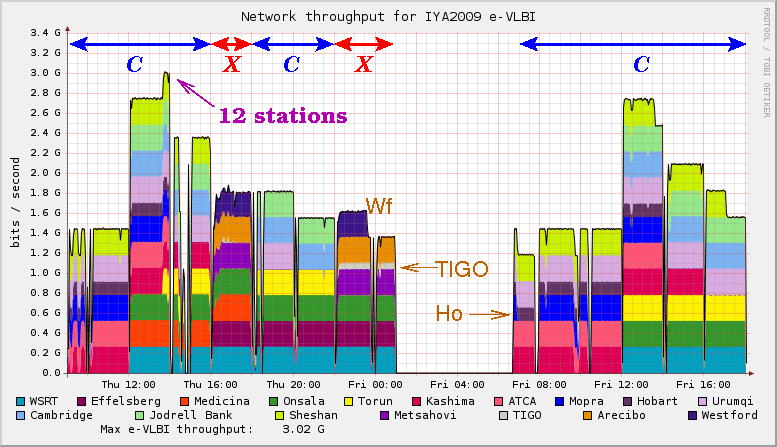 Network throughput for IYA2009 e-VLBI
RRDTOOL / TOBI OETIKER
bits / second
3.4 G
3.2 G
3.0 G
2.8 G
2.6 G
2.4 G
2.2 G
2.0 G
1.8 G
1.6 G
1.4 G
1.2 G
1.0 G
0.8 G
0.6 G
0.4 G
0.2 G
0.0
C X C X C
12 stations
Wf
TIGO
Ho
Thu 12:00 Thu 16:00 Thu 20:00 Fri 00:00 Fri 04:00 Fri 08:00 Fri 12:00 Fri 16:00
WSRT Effelsberg Medicina Onsala Torun Kashima ATCA Mopra Hobart Urumqi
Cambridge Jodrell Bank Sheshan Metsahovi TIGO Arecibo Westford
Max e-VLBI throughput: 3.02 G